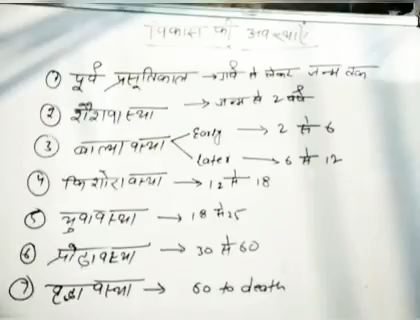 विकास की अवस्थाएँ
① पूर्व प्रसूतिकाल → गर्भ से लेकर जन्म तक
② शैशवावस्था → जन्म से 2 वर्ष
③ बाल्यावस्था Early → 2 से 6
later → 6 से 12
④ किशोरावस्था → 12 से 18
⑤ युवावस्था → 18 से 25
⑥ प्रौढ़ावस्था → 30 से 60
⑦ वृद्धावस्था → 60 to death